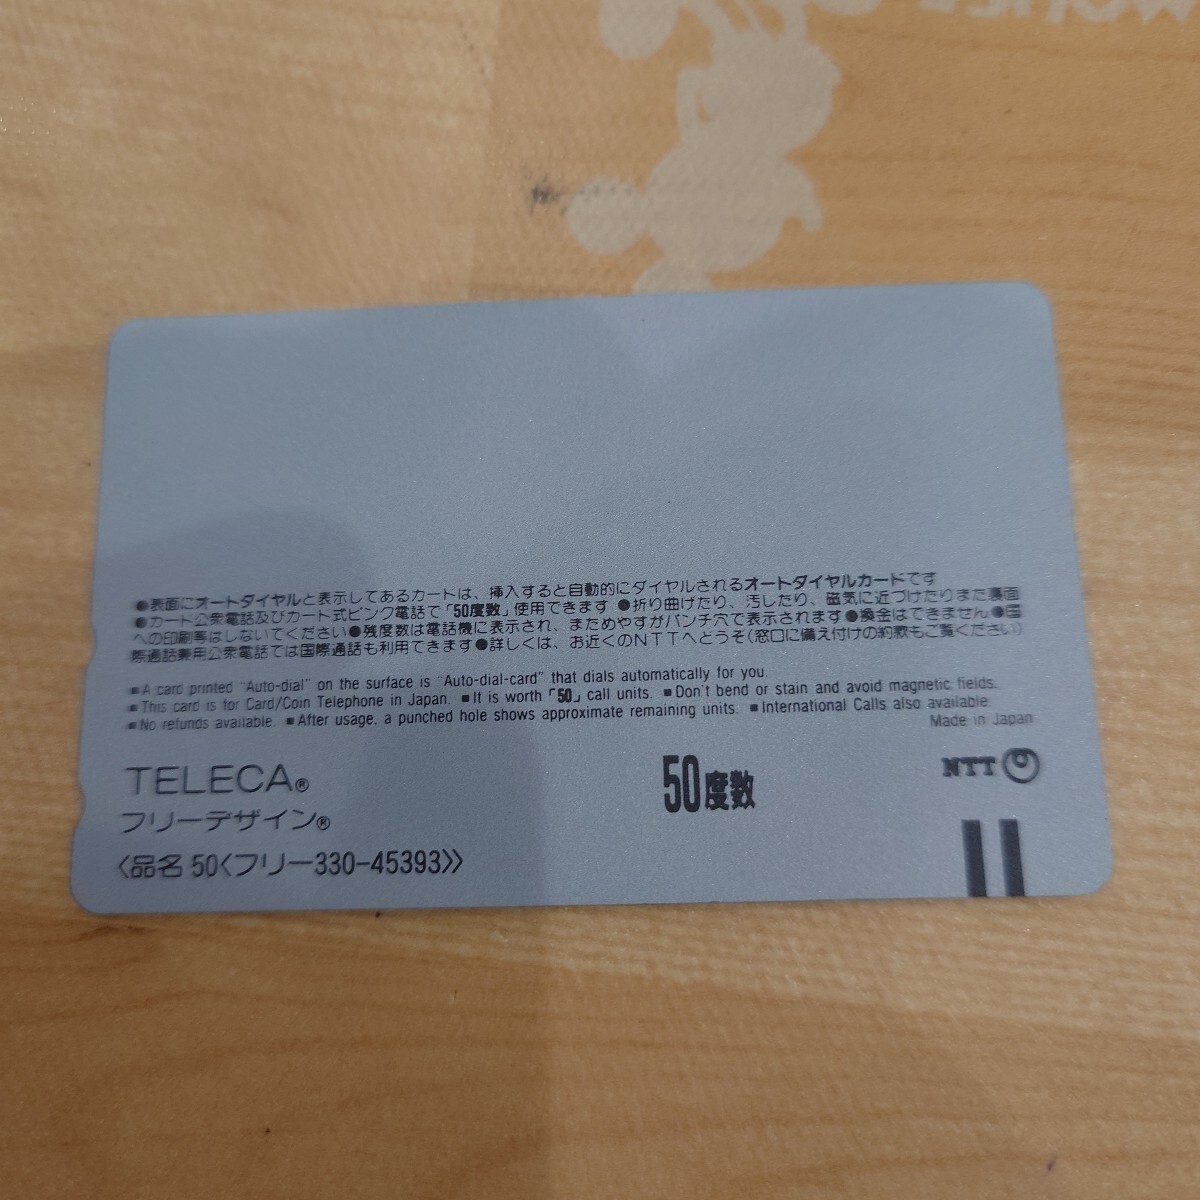 ●表面にオートダイヤルと表示してあるカードは、挿入すると自動的にダイヤルされるオートダイヤルカードです
●カード公衆電話及びカード式ピンク電話で「50度数」使用できます ●折り曲げたり、汚したり、磁気に近づけたりまた裏面
への印刷等はしないでください●残度数は電話機に表示され、まためやすがパンチ穴で表示されます●換金はできません●国
際通話兼用公衆電話では国際通話も利用できます●詳しくは、お近くのNTTへどうぞ(窓口に備え付けの約款もご覧ください)
■A card printed "Auto-dial" on the surface is "Auto-dial-card" that dials automatically for you.
■This card is for Card/Coin Telephone in Japan. ■It is worth「50」call units. ■Don't bend or stain and avoid magnetic fields.
■No refunds available. ■After usage, a punched hole shows approximate remaining units. ■International Calls also available.
Made in Japan
TELECA®
50度数
NTT
フリーデザイン®
〈品名 50〈フリー330-45393〉〉